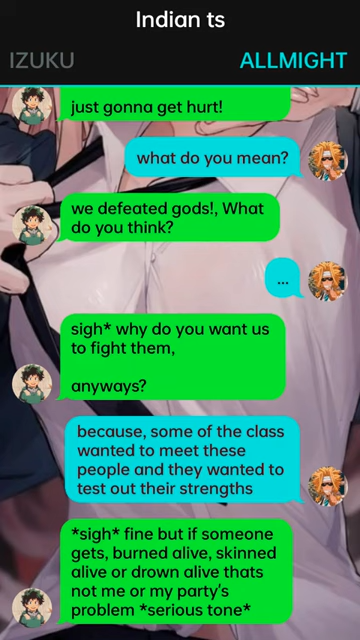 Indian ts
IZUKU
ALLMIGHT
just gonna get hurt!
what do you mean?
we defeated gods!, What
do you think?
...
sigh* why do you want us
to fight them,
anyways?
because, some of the class
wanted to meet these
people and they wanted to
test out their strengths
*sigh* fine but if someone
gets, burned alive, skinned
alive or drown alive thats
not me or my party's
problem *serious tone*